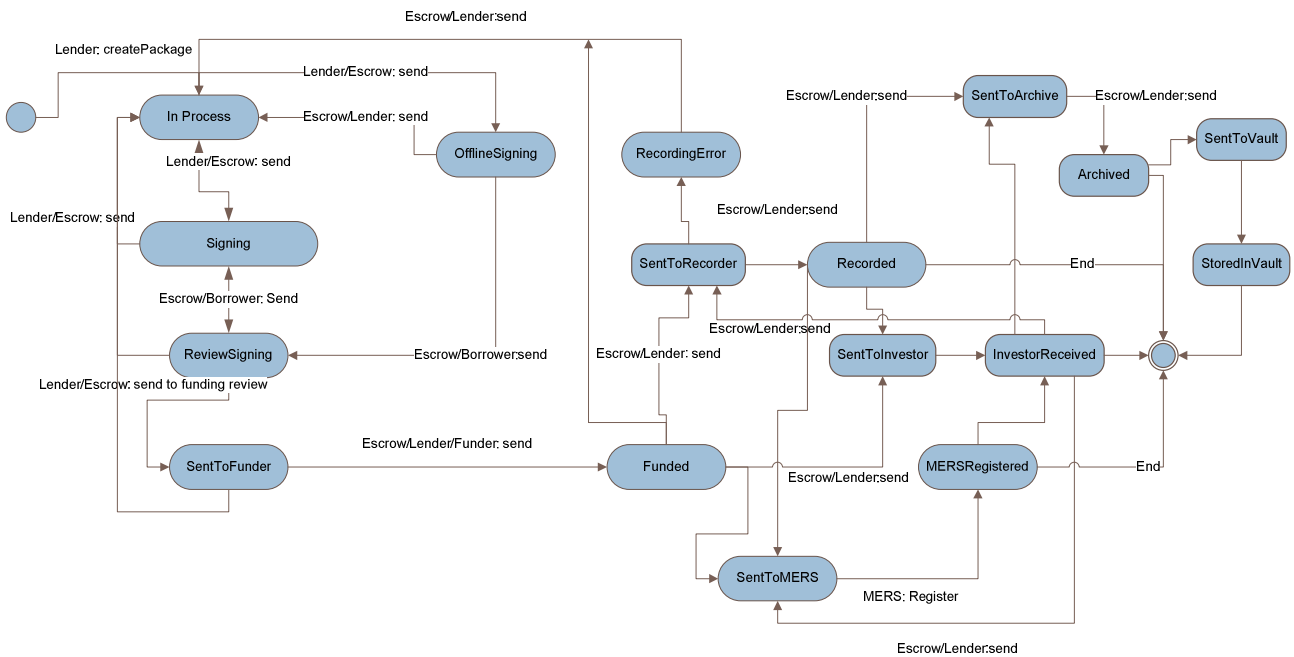 Escrow/Lender:send
Lender: createPackage
Lender/Escrow: send
Escrow/Lender:send
SentToArchive
Escrow/Lender:send
In Process
Escrow/Lender: send
OfflineSigning
RecordingError
SentToVault
Lender/Escrow: send
Archived
Lender/Escrow: send
Escrow/Lender:send
Signing
SentToRecorder
Recorded
End
StoredInVault
Escrow/Borrower: Send
Escrow/Lender:send
ReviewSigning
Escrow/Borrower:send
Escrow/Lender: send
SentToInvestor
InvestorReceived
Lender/Escrow: send to funding review
Escrow/Lender/Funder: send
SentToFunder
Funded
Escrow/Lender:send
MERSRegistered
End
SentToMERS
MERS: Register
Escrow/Lender:send